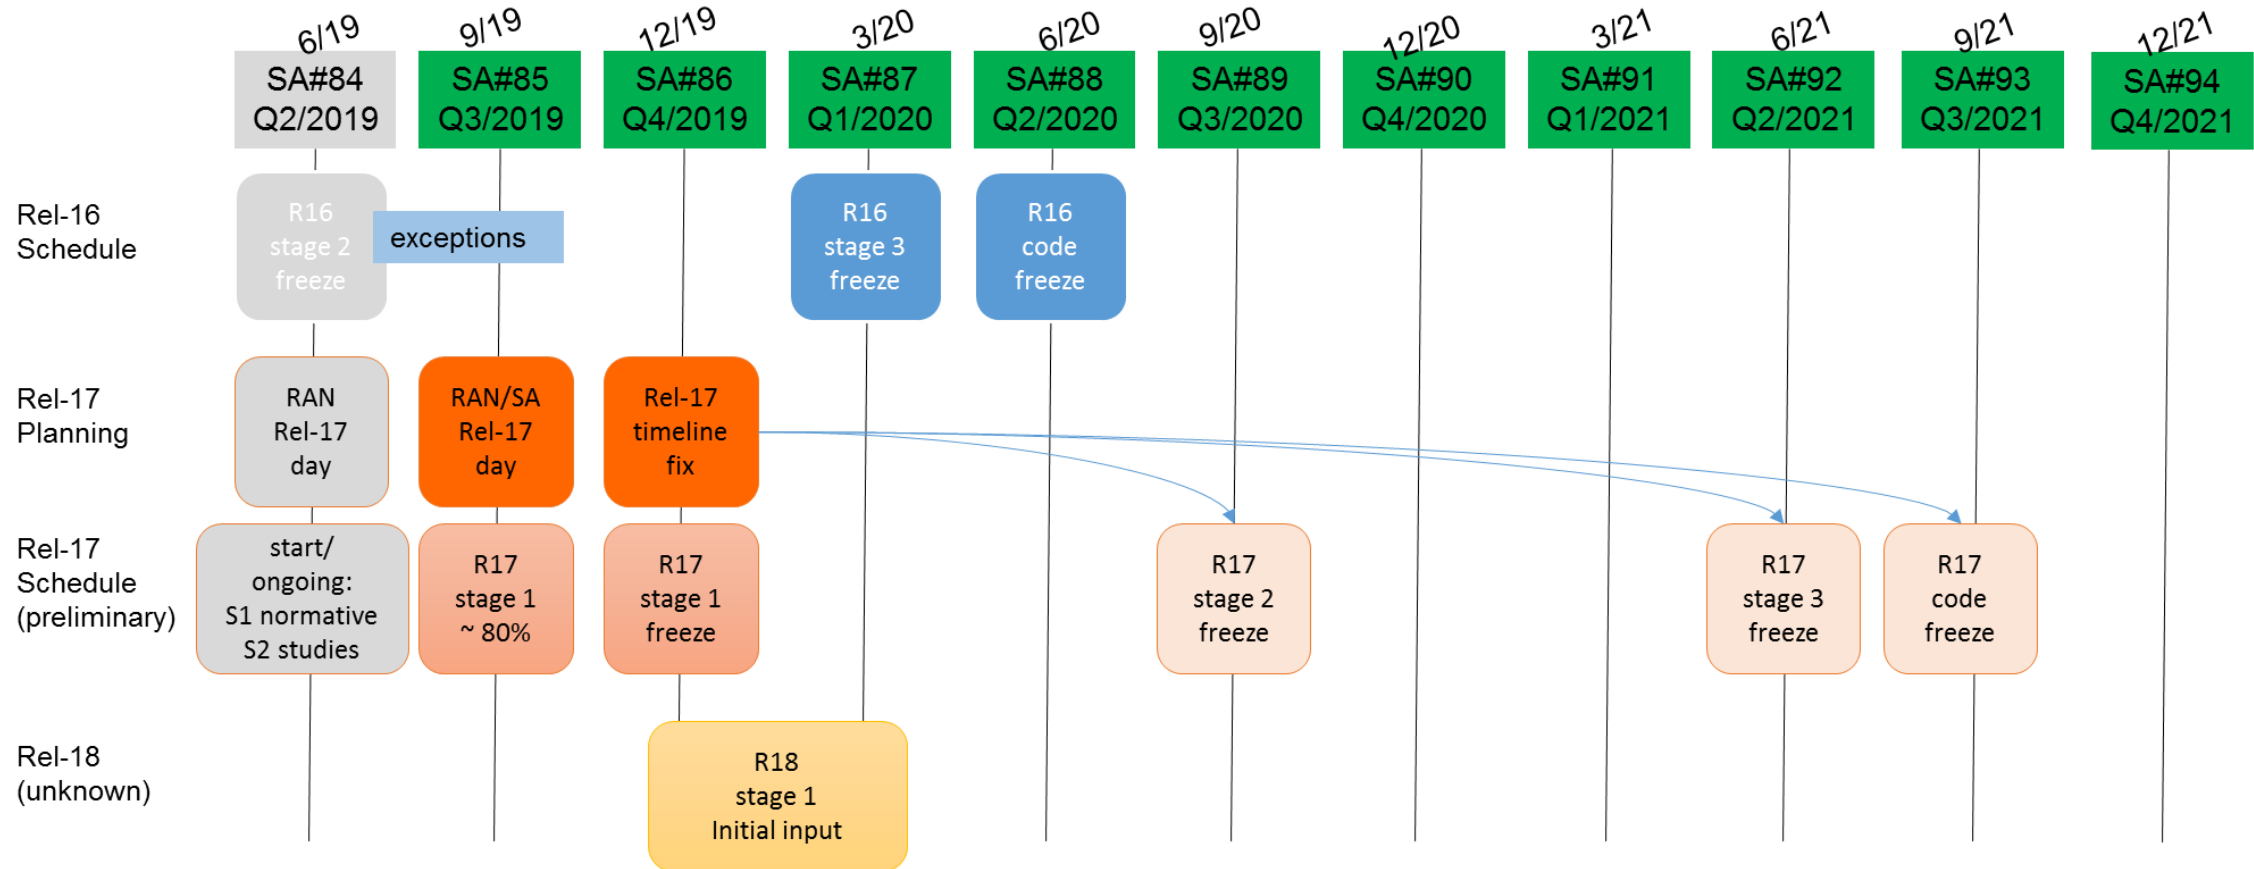 6/19
9/19
12/19
3/20
6/20
9/20
12/20
3/21
6/21
9/21
12/21
SA#84
Q2/2019
SA#85
Q3/2019
SA#86
Q4/2019
SA#87
Q1/2020
SA#88
Q2/2020
SA#89
Q3/2020
SA#90
Q4/2020
SA#91
Q1/2021
SA#92
Q2/2021
SA#93
Q3/2021
SA#94
Q4/2021
Rel-16
Schedule
R16
stage 2
freeze
exceptions
R16
stage 3
freeze
R16
code
freeze
Rel-17
Planning
RAN
Rel-17
day
RAN/SA
Rel-17
day
Rel-17
timeline
fix
Rel-17
Schedule
(preliminary)
start/
ongoing:
S1 normative
S2 studies
R17
stage 1
~ 80%
R17
stage 1
freeze
R17
stage 2
freeze
R17
stage 3
freeze
R17
code
freeze
Rel-18
(unknown)
R18
stage 1
Initial input